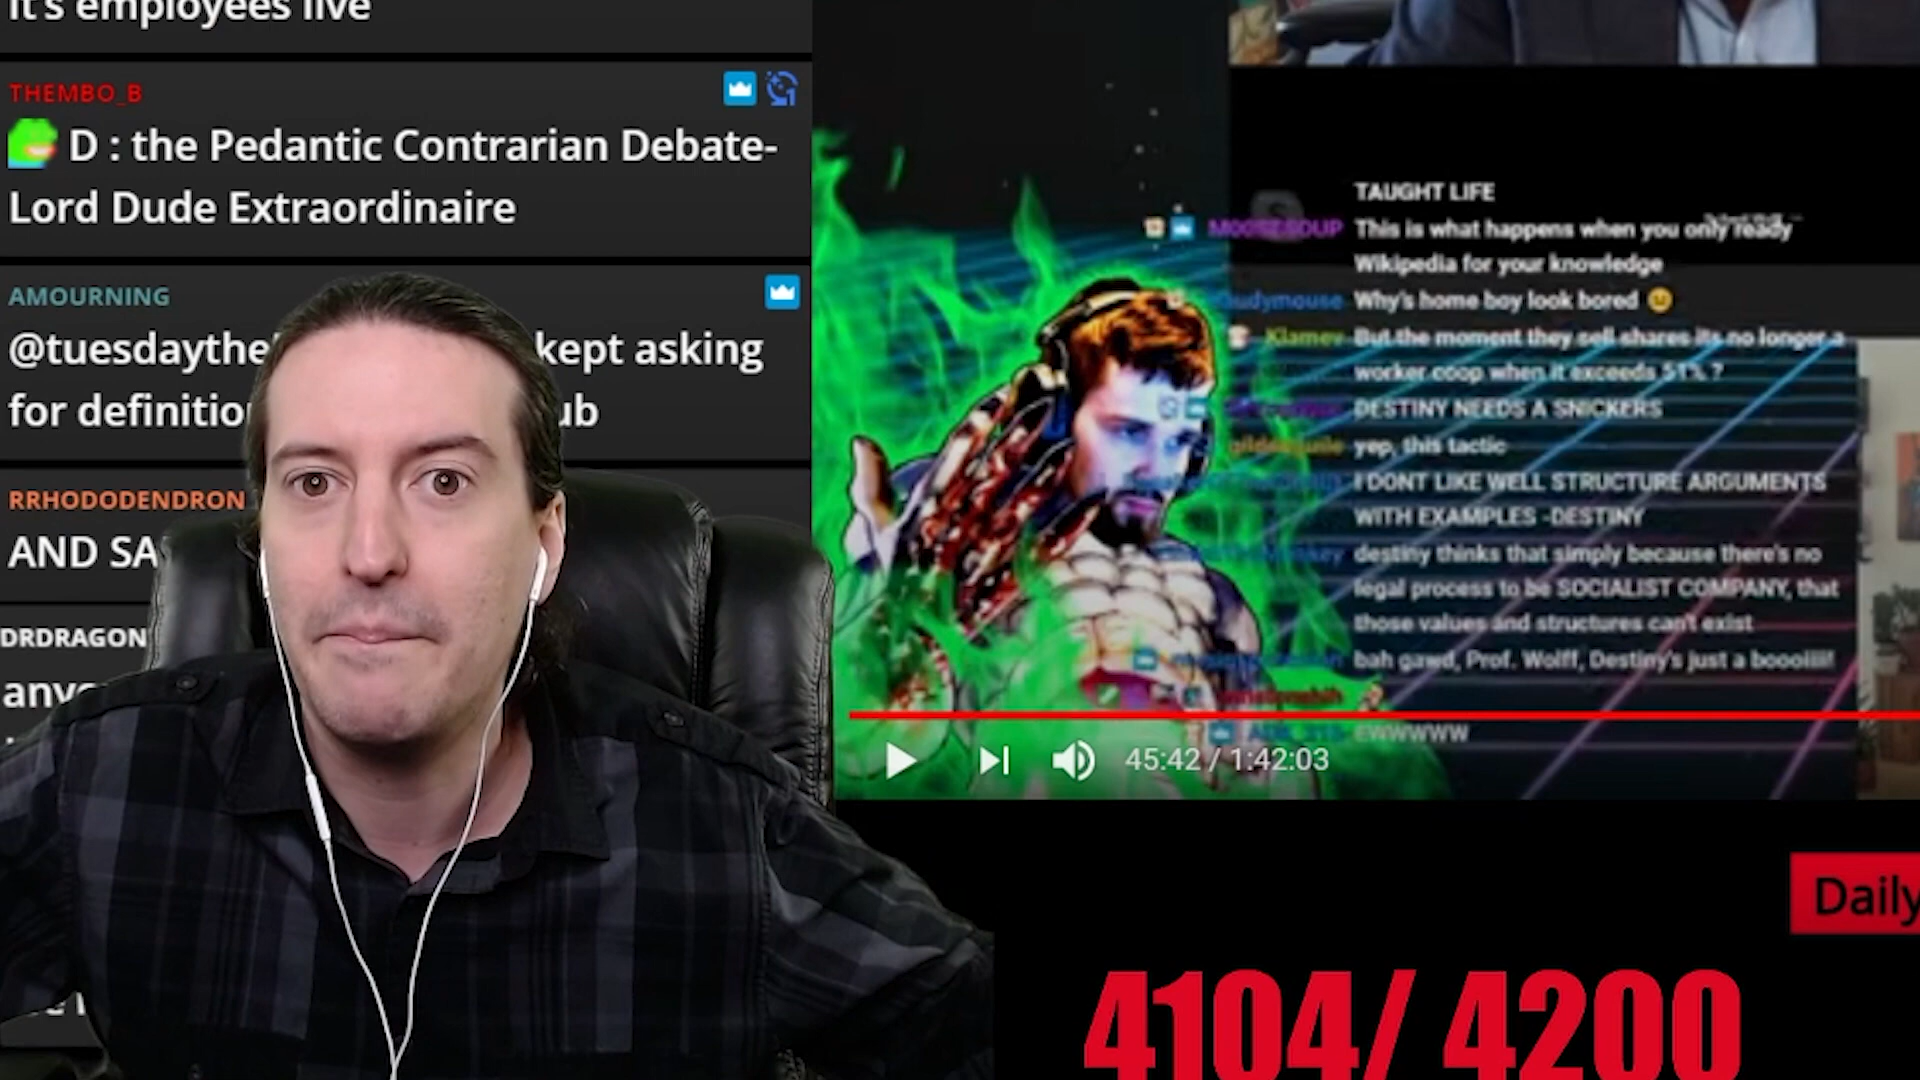 it's employees live
THEMBO_B
D : the Pedantic Contrarian Debate-
Lord Dude Extraordinaire
AMOURNING
@tuesdaythe kept asking
for definitio ub
RRHODODENDRON
AND SA
DRDRAGON
anyo
TAUGHT LIFE
M00SESOUP This is what happens when you only ready
Wikipedia for your knowledge
udymouse Why's home boy look bored
Klamev But the moment they sell shares its no longer a
worker coop when it exceeds 51% ?
DESTINY NEEDS A SNICKERS
yep, this tactic
I DONT LIKE WELL STRUCTURE ARGUMENTS
WITH EXAMPLES -DESTINY
destiny thinks that simply because there's no
legal process to be SOCIALIST COMPANY, that
those values and structures can't exist
bah gawd, Prof. Wolff, Destiny's just a boooiiii!
EWWWWW
45:42 / 1:42:03
Daily
4104/ 4200